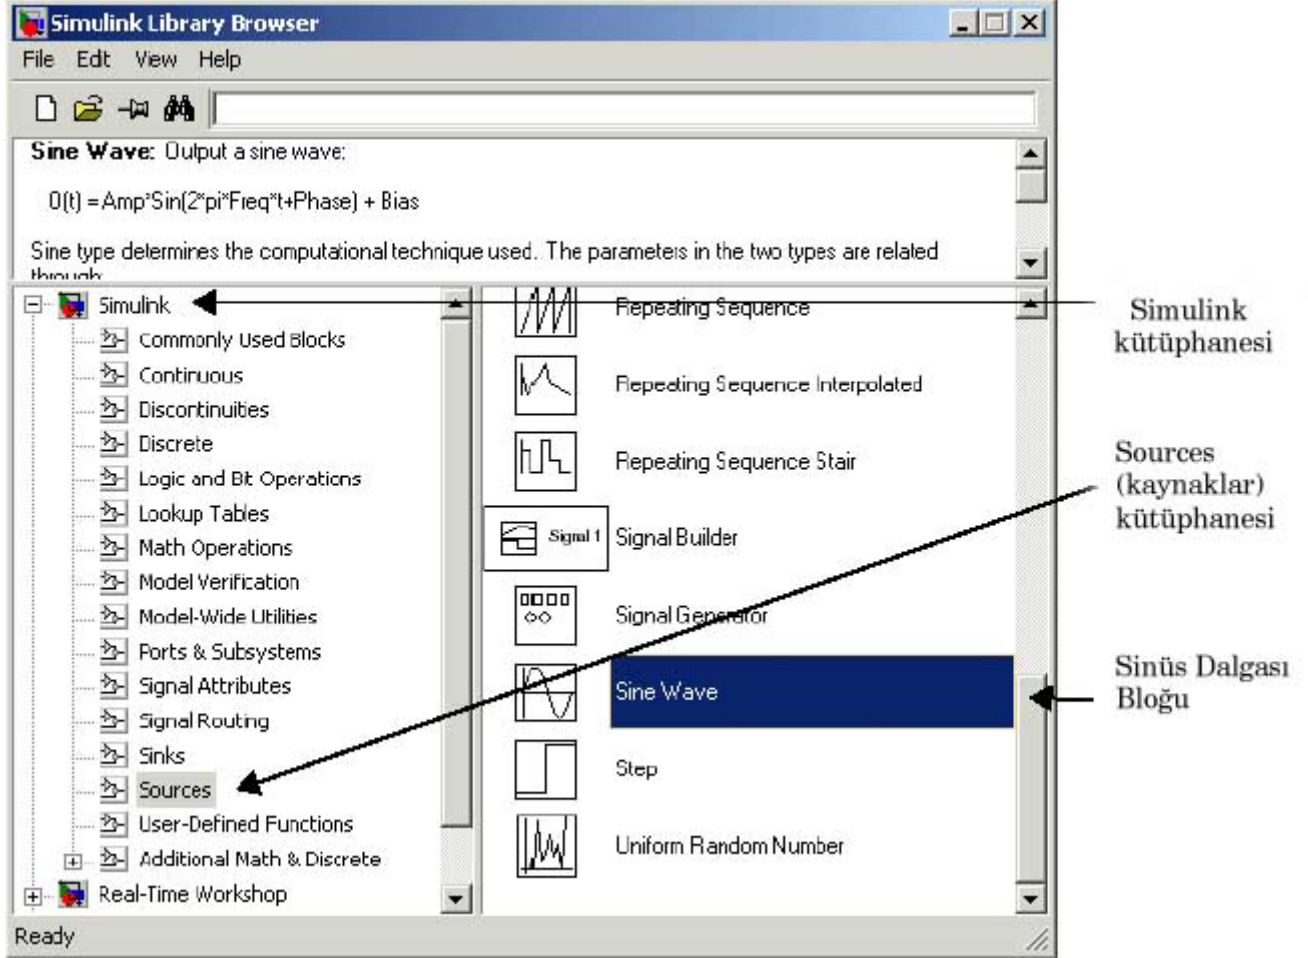 Simulink Library Browser
File Edt View Help
Sine Wave: Output a sine wave:
O(t) = Amp*Sin(2*pi*Freq*t+Phase) + Bias
Sine type determines the computational technique used. The parameters in the two types are related
through:
Simulink
Commonly Used Blocks
Continuous
Discontinuities
Discrete
Logic and Bit Operations
Lookup Tables
Math Operations
Model Verification
Model-Wide Utilities
Ports & Subsystems
Signal Attributes
Signal Routing
Sinks
Sources
User-Defined Functions
Additional Math & Discrete
Real-Time Workshop
Repeating Sequence
Repeating Sequence Interpolated
Repeating Sequence Stair
Signal 1
Signal Builder
Signal Generator
Sine Wave
Step
Uniform Random Number
Ready
Simulink
kütüphanesi
Sources
(kaynaklar)
kütüphanesi
Sinüs Dalgası
Bloğu